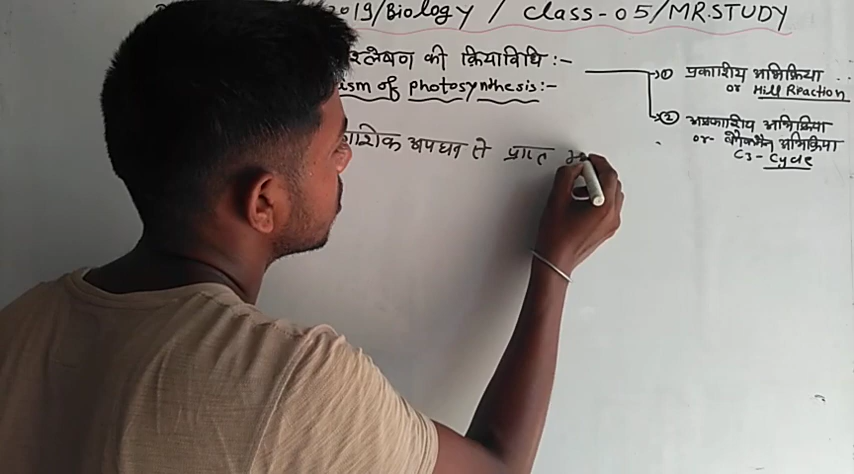 2019/Biology / Class-05/MR.STUDY
श्लेषण की क्रियाविधि :-
ism of photosynthesis:-
① प्रकाशीय अभिक्रिया
or Hill Reaction
② अप्रकाशीय अभिक्रिया
or- ब्लैकमैन अभिक्रिया
C3 - Cycle
अपघटन से प्राप्त